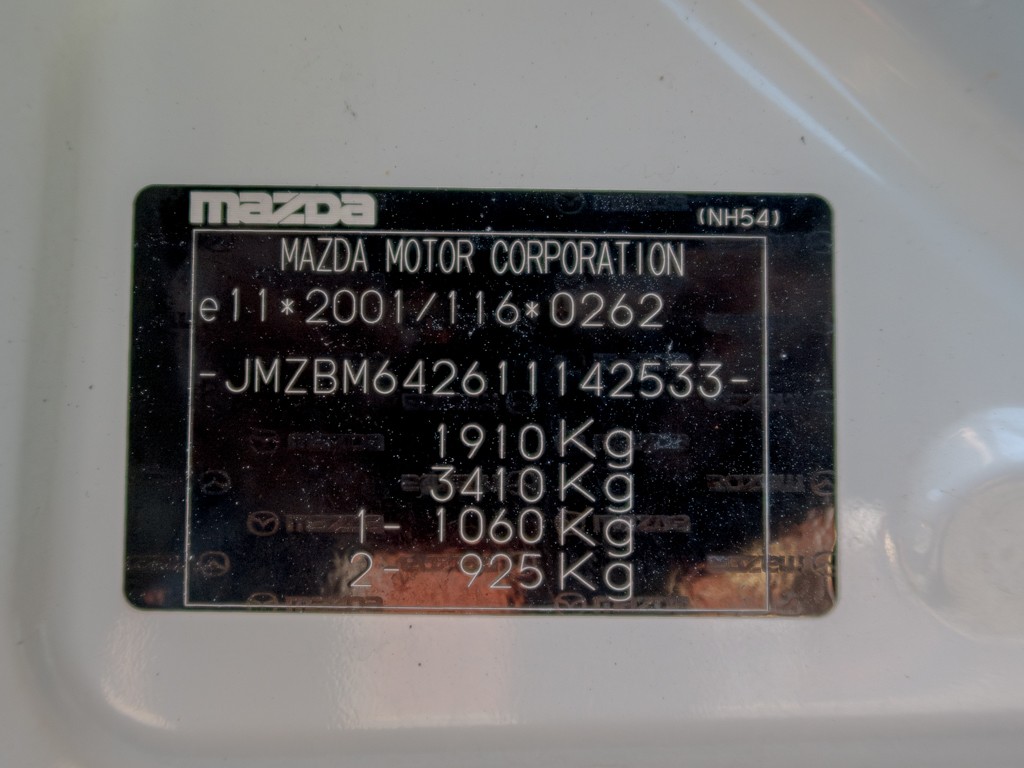 mazDa (NH54)
MAZDA MOTOR CORPORATION
e11*2001/116*0262
-JMZBM642611142533-
1910Kg
3410Kg
1- 1060Kg
2- 925Kg